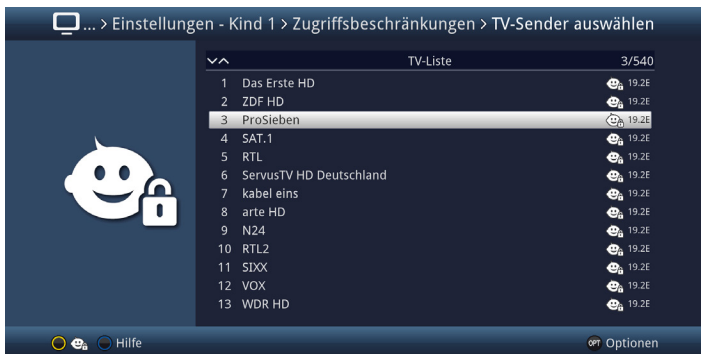 ... > Einstellungen - Kind 1 > Zugriffsbeschränkungen > TV-Sender auswählen
TV-Liste 3/540
1 Das Erste HD 19.2E
2 ZDF HD 19.2E
3 ProSieben 19.2E
4 SAT.1 19.2E
5 RTL 19.2E
6 ServusTV HD Deutschland 19.2E
7 kabel eins 19.2E
8 arte HD 19.2E
9 N24 19.2E
10 RTL2 19.2E
11 SIXX 19.2E
12 VOX 19.2E
13 WDR HD 19.2E
Hilfe OPT Optionen